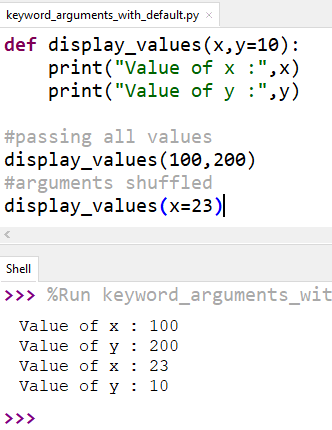 keyword_arguments_with_default.py ×
def display_values(x,y=10):
    print("Value of x :",x)
    print("Value of y :",y)
#passing all values
display_values(100,200)
#arguments shuffled
display_values(x=23)
Shell
>>> %Run keyword_arguments_wit
Value of x : 100
Value of y : 200
Value of x : 23
Value of y : 10
>>>